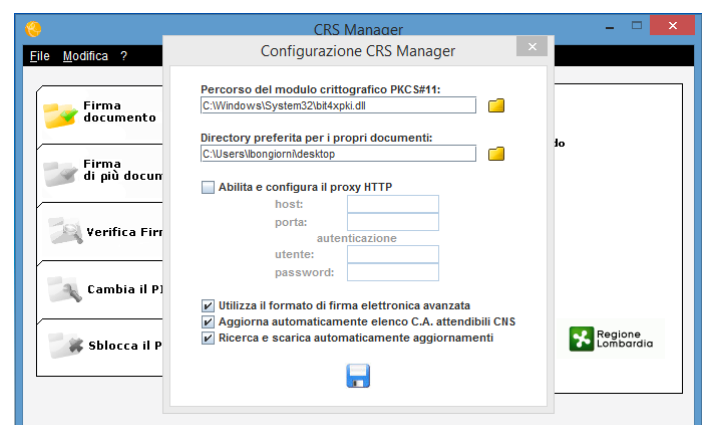 CRS Manager
File Modifica ?
Configurazione CRS Manager
Percorso del modulo crittografico PKCS#11:
C:\Windows\System32\bit4xpki.dll
Directory preferita per i propri documenti:
C:\Users\lbongiorni\desktop
Abilita e configura il proxy HTTP
host:
porta:
autenticazione
utente:
password:
Utilizza il formato di firma elettronica avanzata
Aggiorna automaticamente elenco C.A. attendibili CNS
Ricerca e scarica automaticamente aggiornamenti
Firma
documento
Firma
di più docum
Verifica Firm
Cambia il PI
Sblocca il P
do
Regione
Lombardia